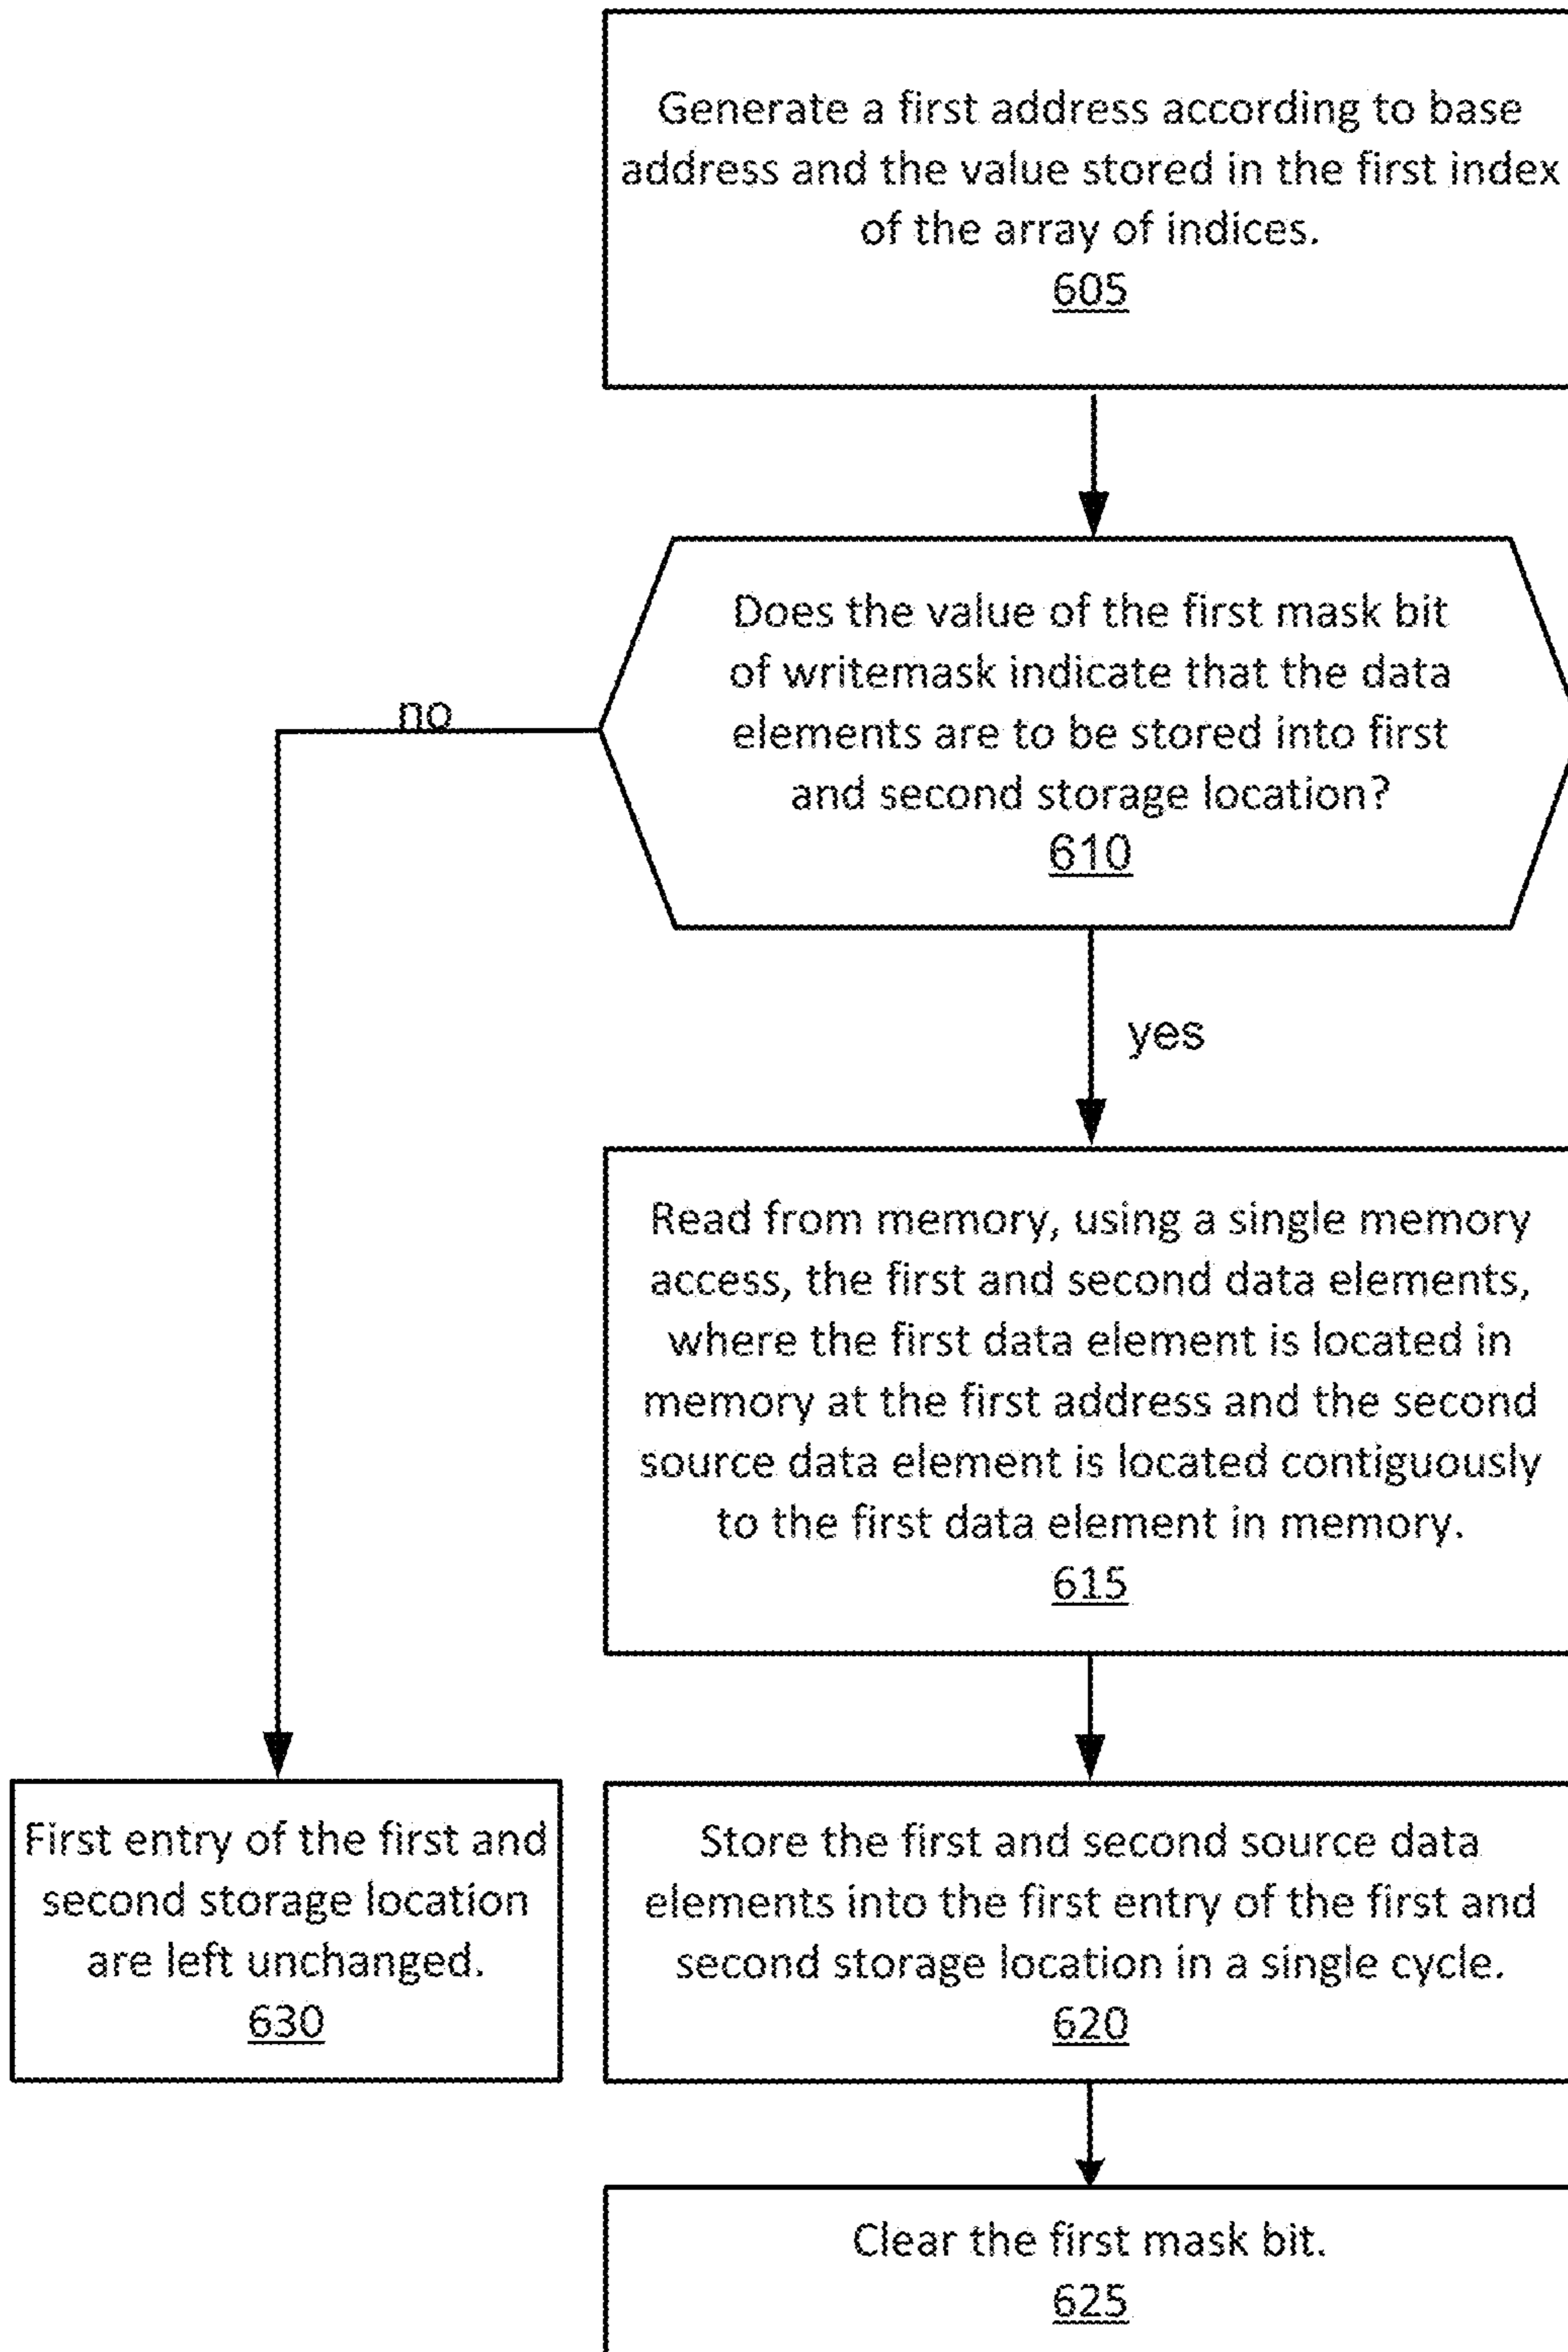 Generate a first address according to base
address and the value stored in the first index
of the array of indices.
605
Does the value of the first mask bit
of writemask indicate that the data
elements are to be stored into first
and second storage location?
610
no
yes
Read from memory, using a single memory
access, the first and second data elements,
where the first data element is located in
memory at the first address and the second
source data element is located contiguously
to the first data element in memory.
615
First entry of the first and
second storage location
are left unchanged.
630
Store the first and second source data
elements into the first entry of the first and
second storage location in a single cycle.
620
Clear the first mask bit.
625